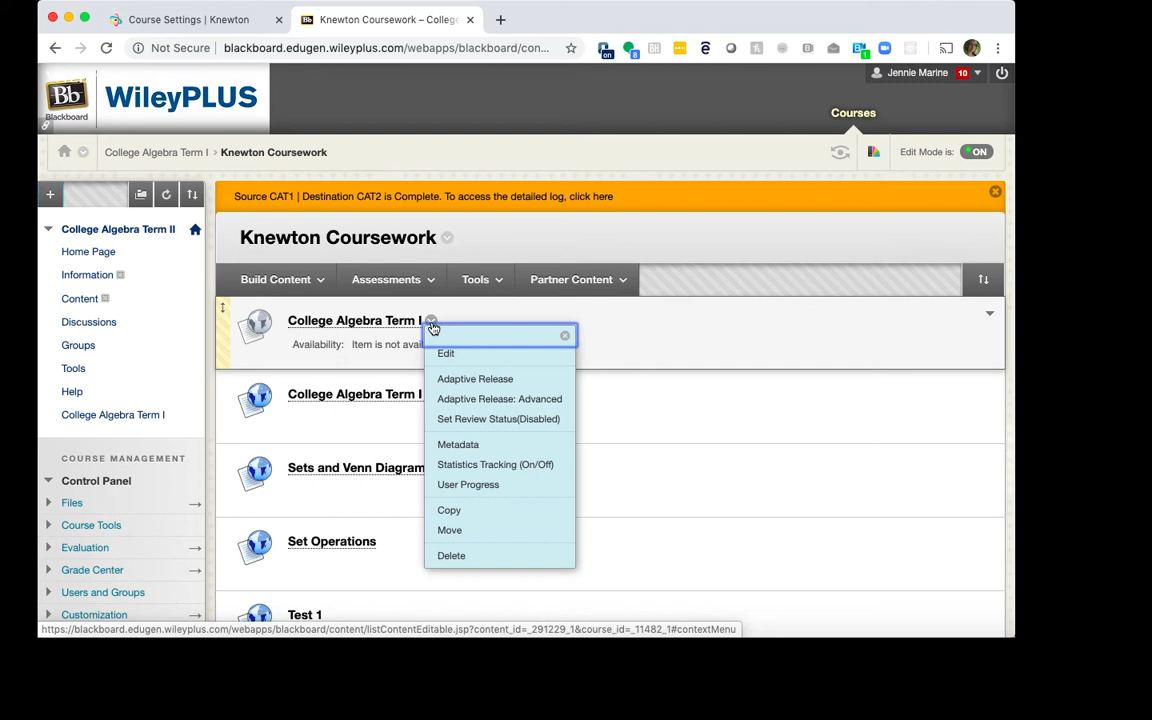 Course Settings | Knewton
Knewton Coursework – College
Not Secure
blackboard.edugen.wileyplus.com/webapps/blackboard/con...
on
8
BH
1
Bb
Blackboard
WileyPLUS
Jennie Marine
10
Courses
College Algebra Term I > Knewton Coursework
Edit Mode is:
ON
Source CAT1 | Destination CAT2 is Complete. To access the detailed log, click here
College Algebra Term II
Home Page
Information
Content
Discussions
Groups
Tools
Help
College Algebra Term I
COURSE MANAGEMENT
Control Panel
Files
Course Tools
Evaluation
Grade Center
Users and Groups
Customization
Knewton Coursework
Build Content
Assessments
Tools
Partner Content
College Algebra Term I
Availability: Item is not avail
College Algebra Term I
Sets and Venn Diagram
Set Operations
Test 1
Edit
Adaptive Release
Adaptive Release: Advanced
Set Review Status(Disabled)
Metadata
Statistics Tracking (On/Off)
User Progress
Copy
Move
Delete
https://blackboard.edugen.wileyplus.com/webapps/blackboard/content/listContentEditable.jsp?content_id=_291229_1&course_id=_11482_1#contextMenu